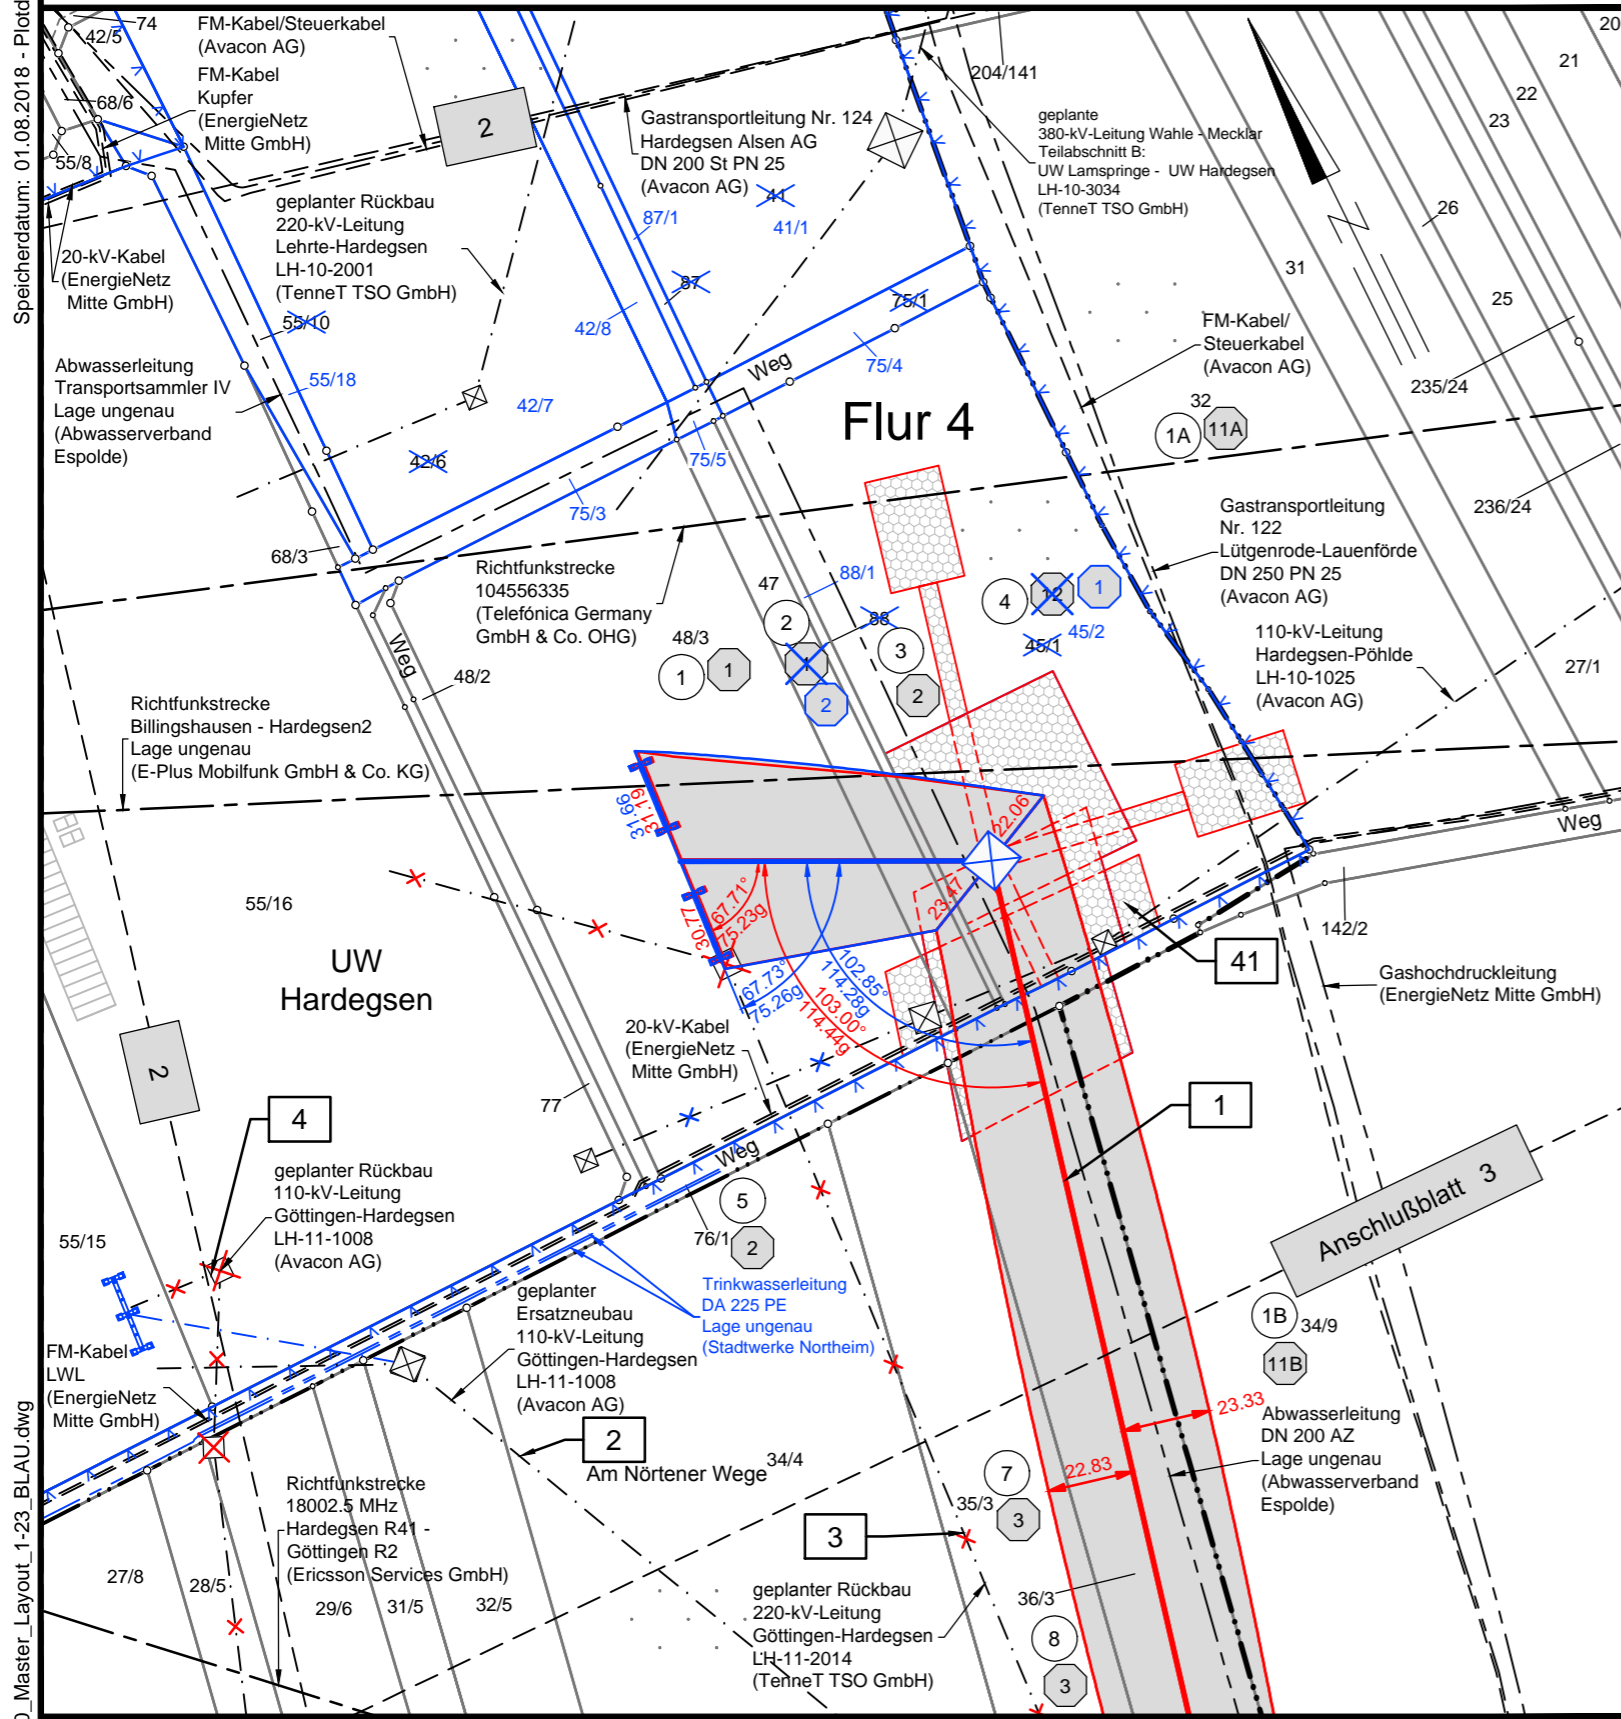 Speicherdatum: 01.08.2018 - Plotd
0_Master_Layout_1-23_BLAU.dwg
74
42/5
68/6
55/8
FM-Kabel/Steuerkabel
(Avacon AG)
FM-Kabel
Kupfer
(EnergieNetz
Mitte GmbH)
2
Gastransportleitung Nr. 124
Hardegsen Alsen AG
DN 200 St PN 25
(Avacon AG)
41
41/1
204/141
geplante
380-kV-Leitung Wahle - Mecklar
Teilabschnitt B:
UW Lamspringe - UW Hardegsen
LH-10-3034
(TenneT TSO GmbH)
20
21
22
23
26
25
31
20-kV-Kabel
(EnergieNetz
Mitte GmbH)
geplanter Rückbau
220-kV-Leitung
Lehrte-Hardegsen
LH-10-2001
(TenneT TSO GmbH)
87/1
87
42/8
75/1
75/4
Weg
55/10
55/18
Abwasserleitung
Transportsammler IV
Lage ungenau
(Abwasserverband
Espolde)
42/7
42/6
75/5
75/3
Flur 4
FM-Kabel/
Steuerkabel
(Avacon AG)
235/24
32
1A
11A
236/24
68/3
Gastransportleitung
Nr. 122
Lütgenrode-Lauenförde
DN 250 PN 25
(Avacon AG)
Richtfunkstrecke
104556335
(Telefónica Germany
GmbH & Co. OHG)
47
88/1
88
2
1
2
48/3
1
1
3
2
4
12
1
45/1
45/2
110-kV-Leitung
Hardegsen-Pöhlde
LH-10-1025
(Avacon AG)
27/1
Weg
48/2
Richtfunkstrecke
Billingshausen - Hardegsen2
Lage ungenau
(E-Plus Mobilfunk GmbH & Co. KG)
31.66
31.19
22.06
Weg
55/16
UW
Hardegsen
30.77
67.71°
75.23g
67.73°
75.26g
102.85°
114.28g
103.00°
114.44g
23.47
142/2
41
Gashochdruckleitung
(EnergieNetz Mitte GmbH)
20-kV-Kabel
(EnergieNetz
Mitte GmbH)
2
77
4
1
Weg
5
76/1
2
geplanter Rückbau
110-kV-Leitung
Göttingen-Hardegsen
LH-11-1008
(Avacon AG)
55/15
Anschlußblatt 3
Trinkwasserleitung
DA 225 PE
Lage ungenau
(Stadtwerke Northeim)
geplanter
Ersatzneubau
110-kV-Leitung
Göttingen-Hardegsen
LH-11-1008
(Avacon AG)
1B
34/9
11B
FM-Kabel
LWL
(EnergieNetz
Mitte GmbH)
23.33
22.83
Abwasserleitung
DN 200 AZ
Lage ungenau
(Abwasserverband
Espolde)
2
Am Nörtener Wege
34/4
7
35/3
3
3
Richtfunkstrecke
18002.5 MHz
Hardegsen R41 -
Göttingen R2
(Ericsson Services GmbH)
27/8
28/5
29/6
31/5
32/5
geplanter Rückbau
220-kV-Leitung
Göttingen-Hardegsen
LH-11-2014
(TenneT TSO GmbH)
36/3
8
3